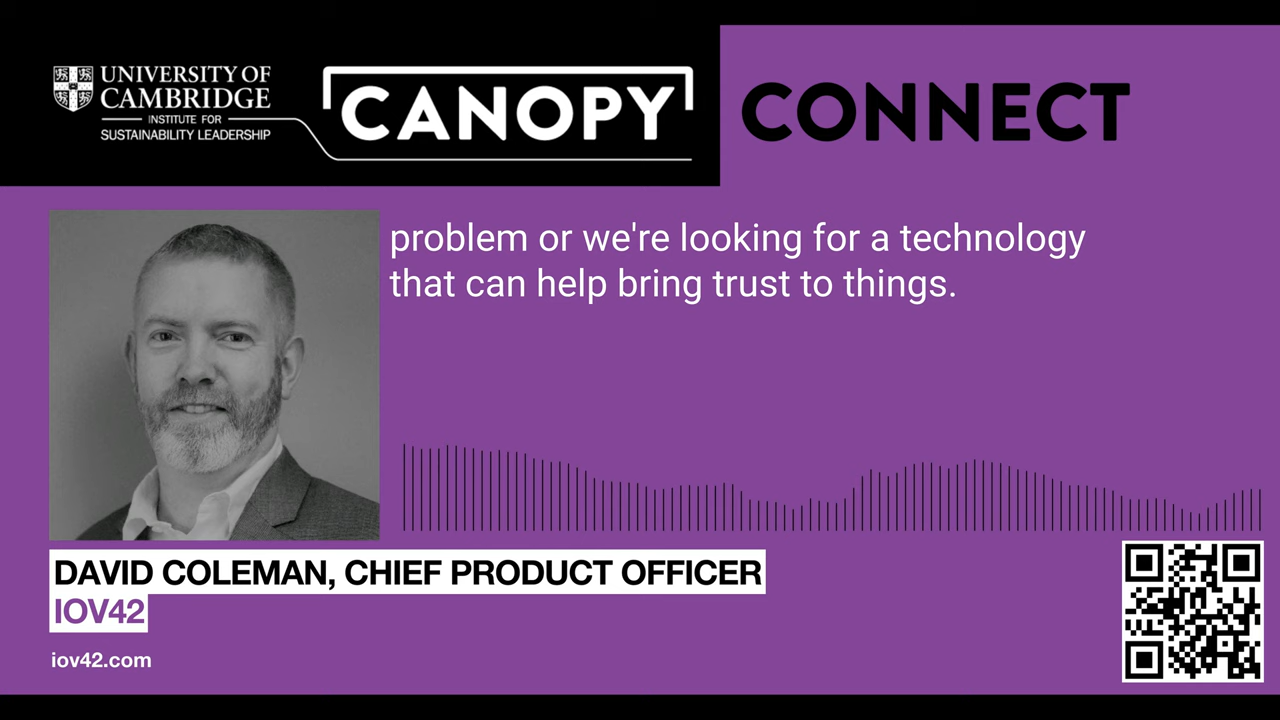 UNIVERSITY OF
CAMBRIDGE
INSTITUTE FOR
SUSTAINABILITY LEADERSHIP
CANOPY
CONNECT
problem or we're looking for a technology
that can help bring trust to things.
DAVID COLEMAN, CHIEF PRODUCT OFFICER
IOV42
iov42.com